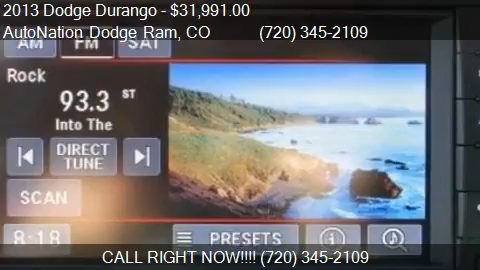 2013 Dodge Durango - $31,991.00
AutoNation Dodge Ram, CO (720) 345-2109
AM FM SAT
Rock
93.3 ST
Into The
DIRECT TUNE
SCAN
8:18
PRESETS
i
CALL RIGHT NOW!!!! (720) 345-2109